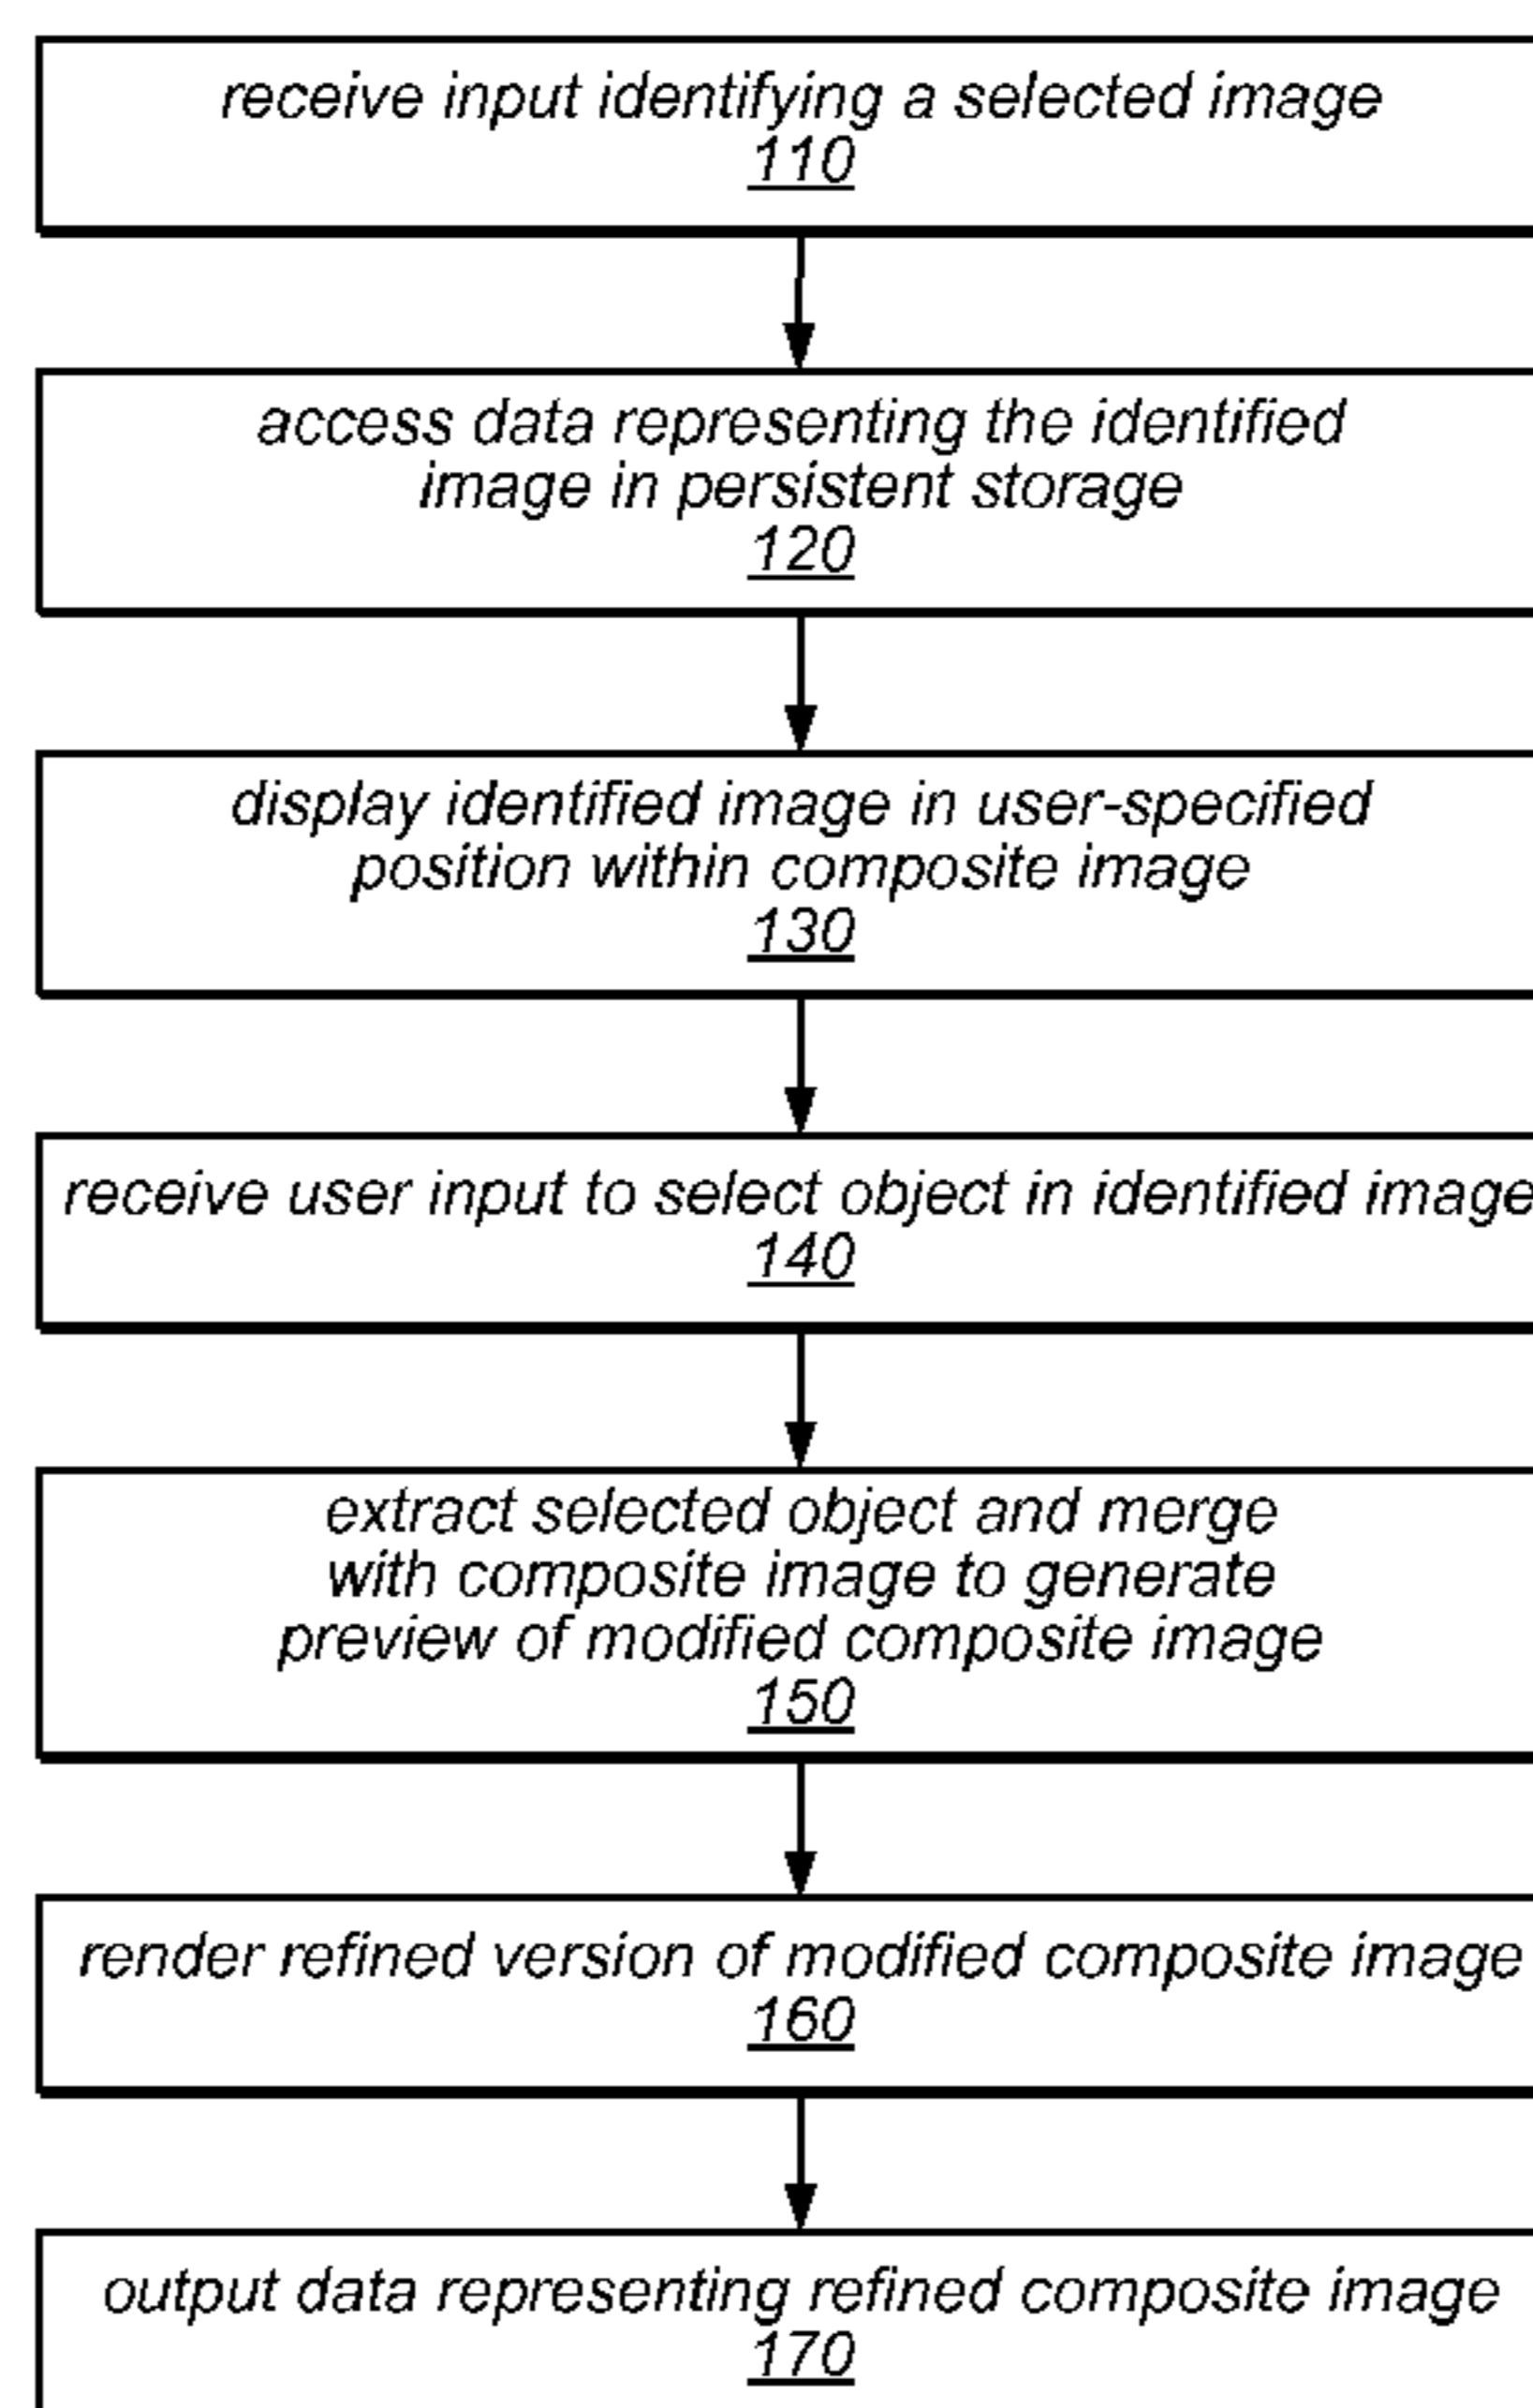 receive input identifying a selected image
110
access data representing the identified
image in persistent storage
120
display identified image in user-specified
position within composite image
130
receive user input to select object in identified image
140
extract selected object and merge
with composite image to generate
preview of modified composite image
150
render refined version of modified composite image
160
output data representing refined composite image
170